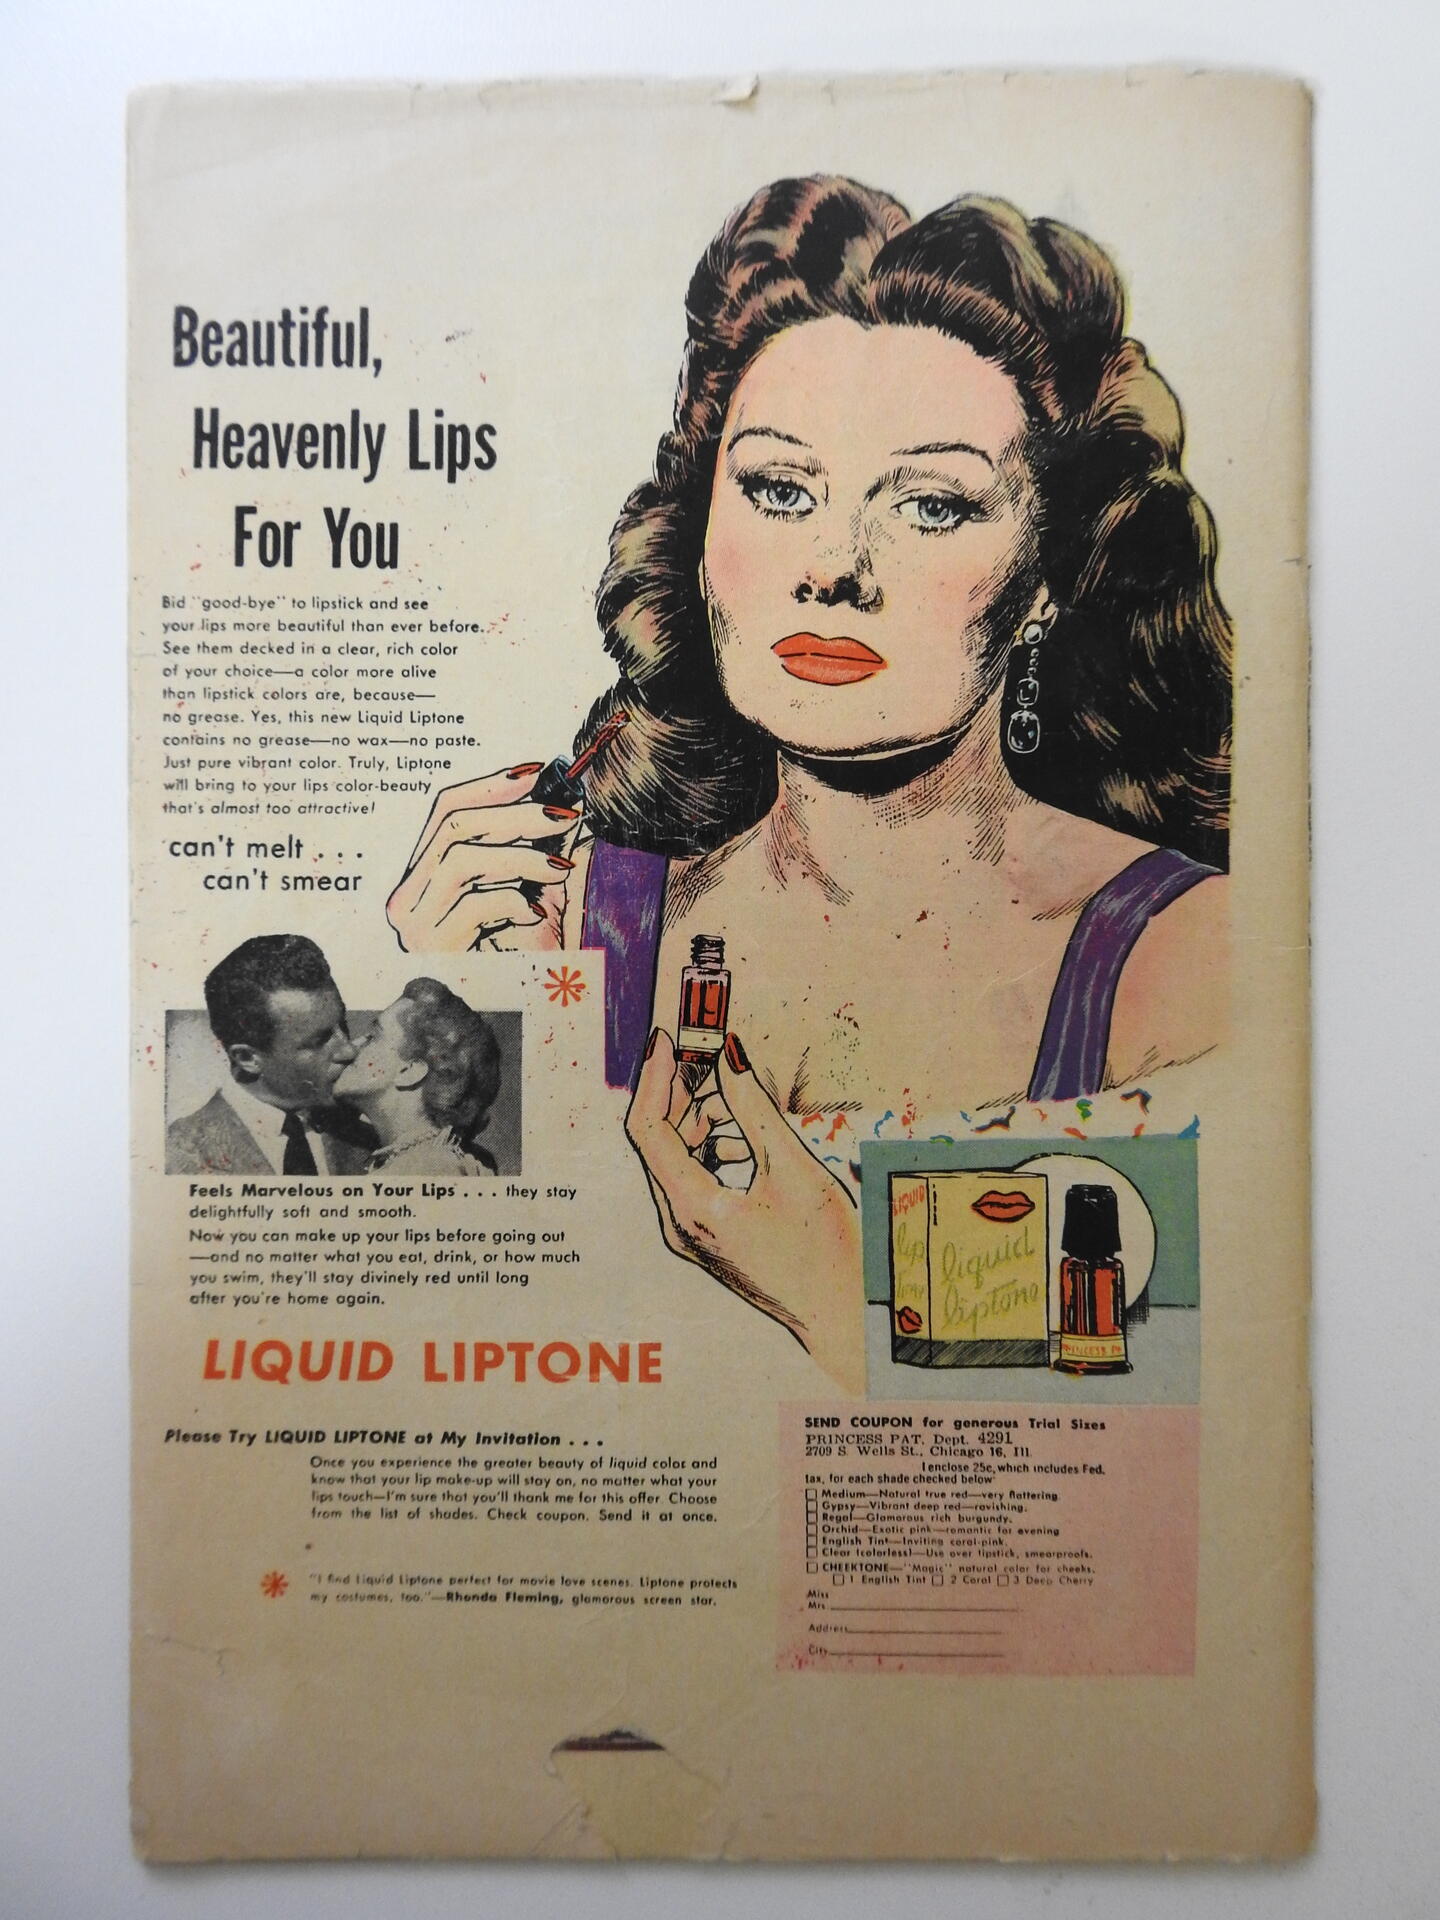 Beautiful,
Heavenly Lips
For You
Bid "good-bye" to lipstick and see
your lips more beautiful than ever before.
See them decked in a clear, rich color
of your choice—a color more alive
than lipstick colors are, because—
no grease. Yes, this new Liquid Liptone
contains no grease—no wax—no paste.
Just pure vibrant color. Truly, Liptone
will bring to your lips color-beauty
that's almost too attractive!
can't melt . . .
can't smear
Feels Marvelous on Your Lips . . . they stay
delightfully soft and smooth.
Now you can make up your lips before going out
—and no matter what you eat, drink, or how much
you swim, they'll stay divinely red until long
after you're home again.
LIQUID
lip
tone
liquid
liptone
PRINCESS PAT
LIQUID LIPTONE
Please Try LIQUID LIPTONE at My Invitation . . .
Once you experience the greater beauty of liquid color and
know that your lip make-up will stay on, no matter what your
lips touch—I'm sure that you'll thank me for this offer. Choose
from the list of shades. Check coupon. Send it at once.
"I find Liquid Liptone perfect for movie love scenes. Liptone protects
my costumes, too."—Rhonda Fleming, glamorous screen star.
SEND COUPON for generous Trial Sizes
PRINCESS PAT, Dept. 4291
2709 S. Wells St., Chicago 16, Ill.
I enclose 25c, which includes Fed.
tax, for each shade checked below
Medium—Natural true red—very flattering.
Gypsy—Vibrant deep red—ravishing.
Regal—Glamorous rich burgundy.
Orchid—Exotic pink—romantic for evening
English Tint—Inviting coral-pink.
Clear (colorless)—Use over lipstick, smearproofs.
CHEEKTONE—"Magic" natural color for cheeks.
1 English Tint 2 Coral 3 Deep Cherry
Miss
Mrs.
Address
City